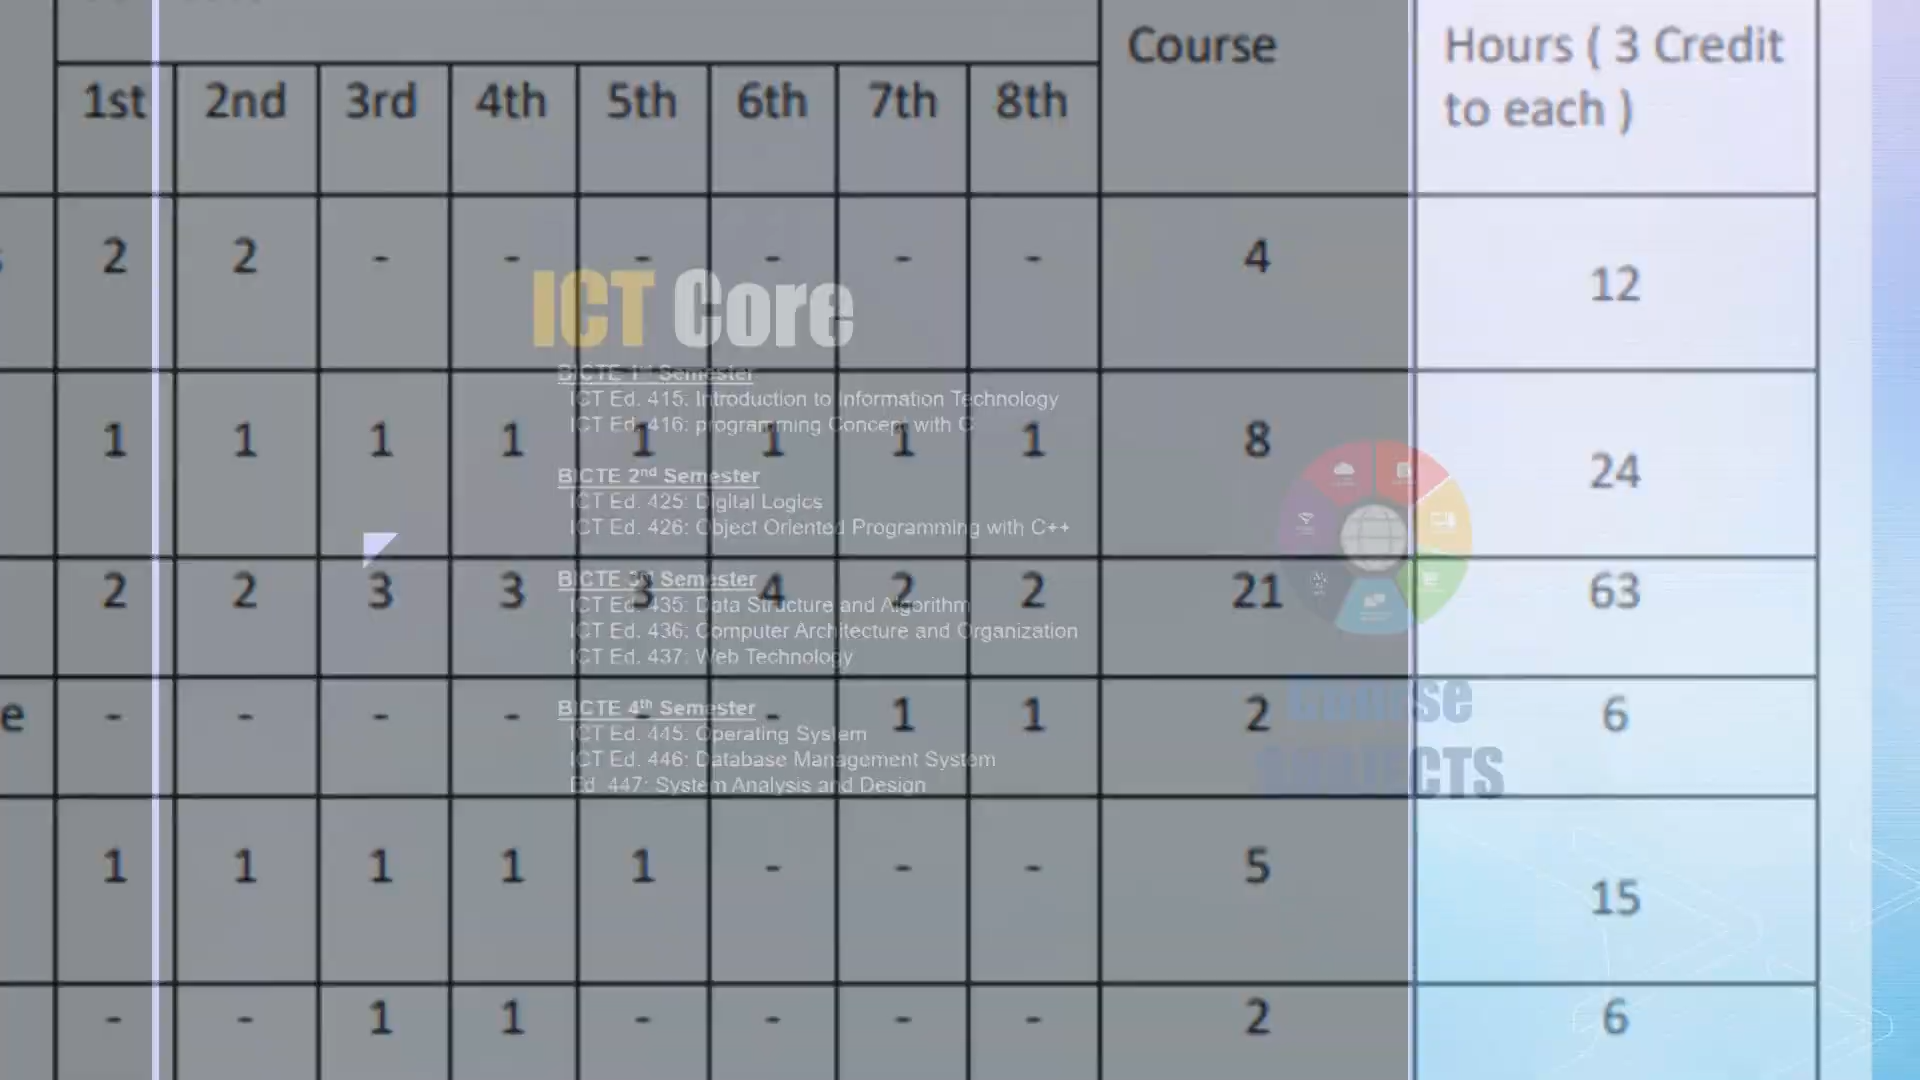 Course
Hours ( 3 Credit
to each )
1st 2nd 3rd 4th 5th 6th 7th 8th
2 2 - - - - - - 4 12
1 1 1 1 1 1 1 1 8 24
2 2 3 3 3 4 2 2 21 63
e - - - - - - 1 1 2 6
1 1 1 1 1 - - - 5 15
- - 1 1 - - - - 2 6
ICT Core
BICTE 1st Semester
ICT Ed. 415: Introduction to Information Technology
ICT Ed. 416: programming Concept with C
BICTE 2nd Semester
ICT Ed. 425: Digital Logics
ICT Ed. 426: Object Oriented Programming with C++
BICTE 3rd Semester
ICT Ed. 435: Data Structure and Algorithm
ICT Ed. 436: Computer Architecture and Organization
ICT Ed. 437: Web Technology
BICTE 4th Semester
ICT Ed. 445: Operating System
ICT Ed. 446: Database Management System
Ed 447: System Analysis and Design
Course